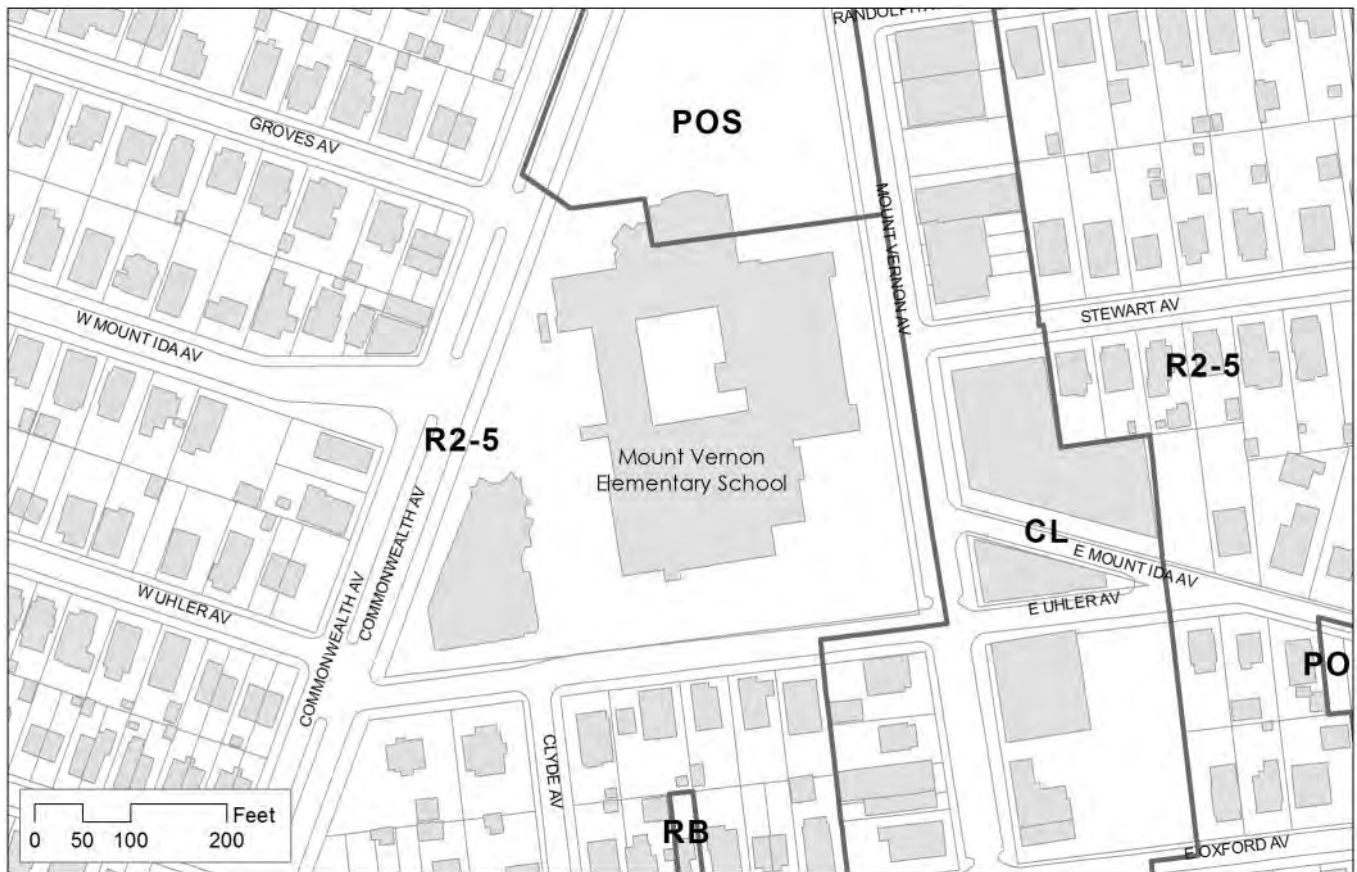 RANDOLPH A
POS
GROVES AV
MOUNT VERNON AV
STEWART AV
W MOUNT IDA AV
R2-5
R2-5
Mount Vernon
Elementary School
COMMONWEALTH AV
CL
E MOUNT IDA AV
W UHLER AV
E UHLER AV
COMMONWEALTH AV
PO
CLYDE AV
RB
E OXFORD AV
Feet
0 50 100 200